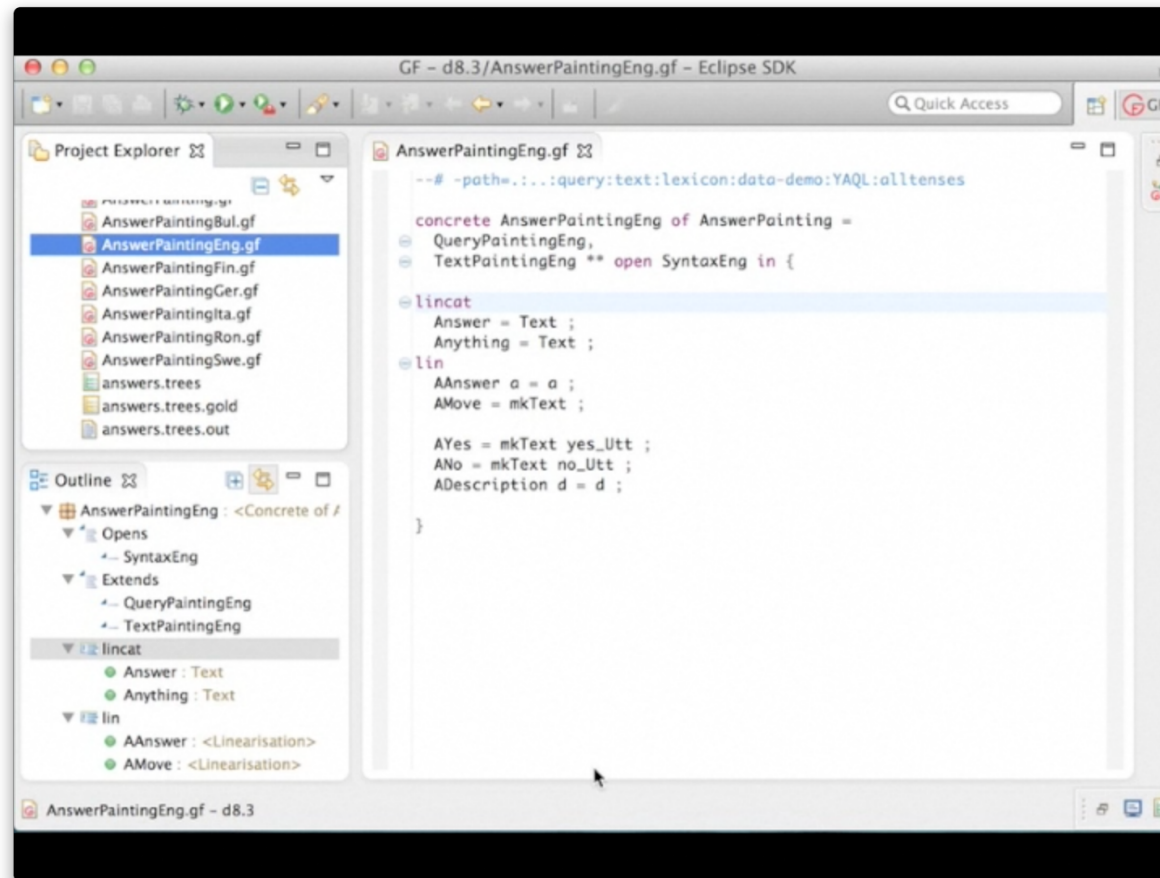 GF – d8.3/AnswerPaintingEng.gf – Eclipse SDK
Quick Access
Project Explorer
AnswerPaintingBul.gf
AnswerPaintingEng.gf
AnswerPaintingFin.gf
AnswerPaintingGer.gf
AnswerPaintingIta.gf
AnswerPaintingRon.gf
AnswerPaintingSwe.gf
answers.trees
answers.trees.gold
answers.trees.out
Outline
AnswerPaintingEng : <Concrete of
Opens
SyntaxEng
Extends
QueryPaintingEng
TextPaintingEng
lincat
Answer : Text
Anything : Text
lin
AAnswer : <Linearisation>
AMove : <Linearisation>
AnswerPaintingEng.gf
--# -path=.:..:query:text:lexicon:data-demo:YAQL:alltenses
concrete AnswerPaintingEng of AnswerPainting =
QueryPaintingEng,
TextPaintingEng ** open SyntaxEng in {
lincat
Answer = Text ;
Anything = Text ;
lin
AAnswer a = a ;
AMove = mkText ;
AYes = mkText yes_Utt ;
ANo = mkText no_Utt ;
ADescription d = d ;
}
AnswerPaintingEng.gf – d8.3